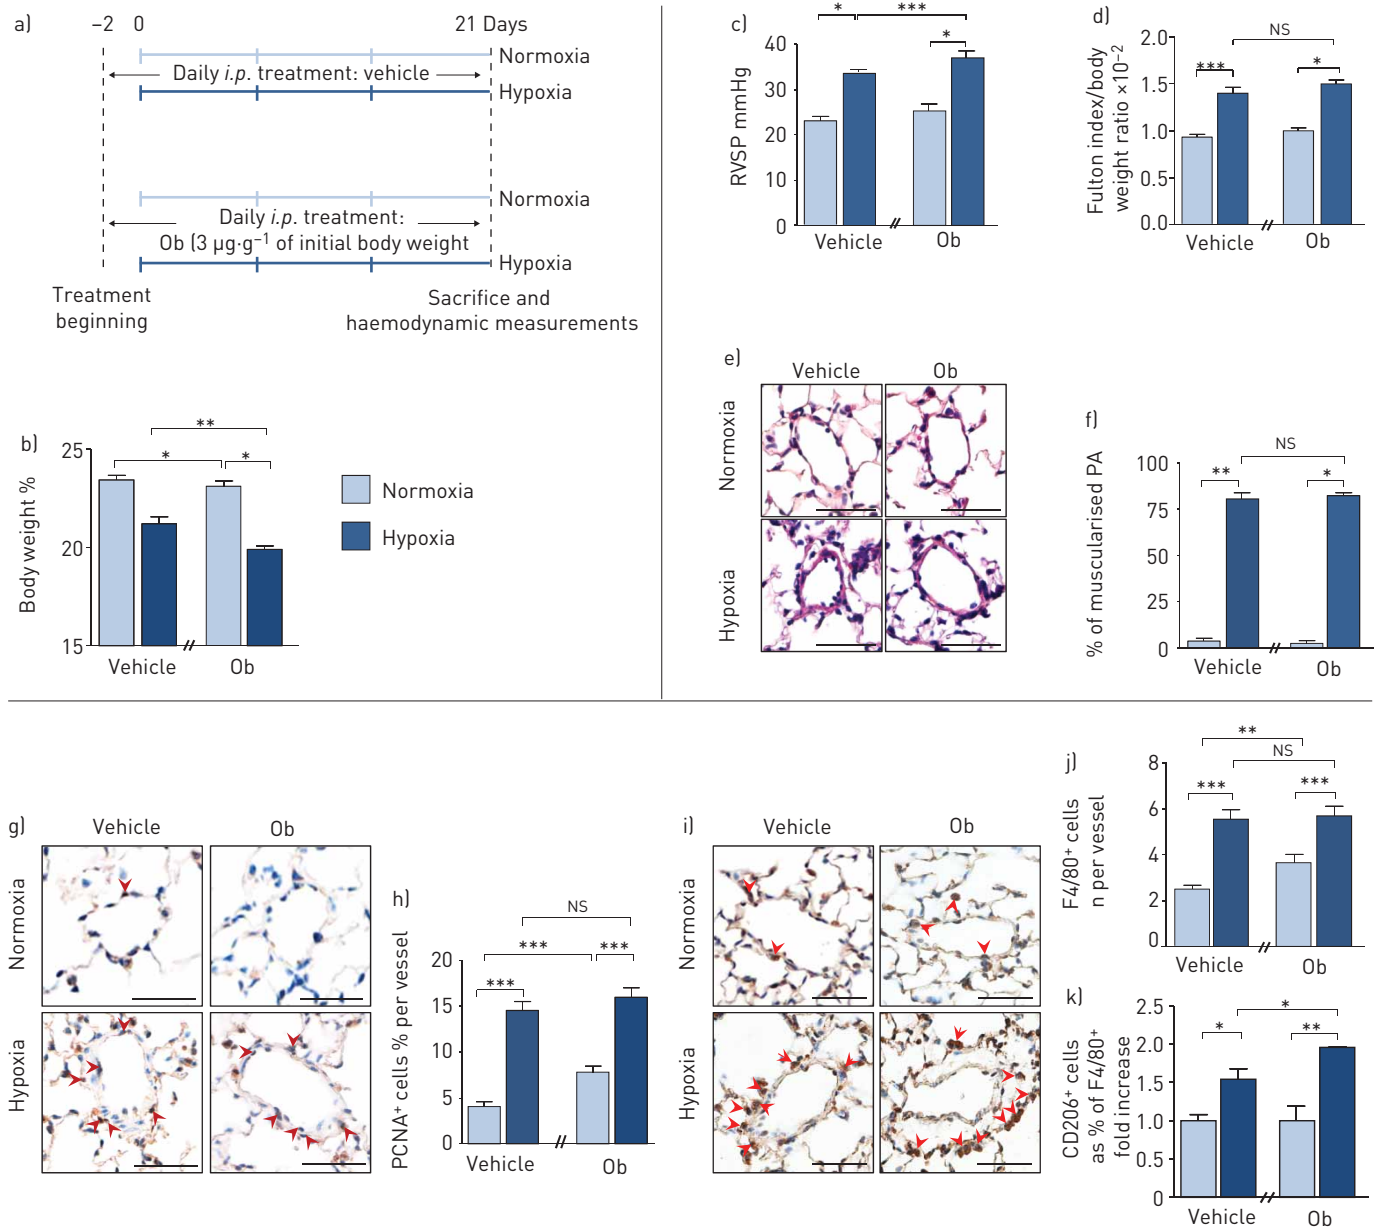 a)
−2 0 21 Days
Normoxia
Daily i.p. treatment: vehicle
Hypoxia
Normoxia
Daily i.p. treatment:
Ob (3 µg·g⁻¹ of initial body weight
Hypoxia
Treatment
beginning
Sacrifice and
haemodynamic measurements
b)
**
* *
25
20
15
Body weight %
Vehicle Ob
Normoxia
Hypoxia
c)
* ***
*
40
30
20
10
0
RVSP mmHg
Vehicle Ob
d)
NS
*** *
2.0
1.5
1.0
0.5
0.0
Fulton index/body
weight ratio ×10⁻²
Vehicle Ob
e)
Vehicle Ob
Normoxia
Hypoxia
f)
NS
** *
100
75
50
25
0
% of muscularised PA
Vehicle Ob
g)
Vehicle Ob
Normoxia
Hypoxia
h)
NS
*** ***
***
20
15
10
5
0
PCNA⁺ cells % per vessel
Vehicle Ob
i)
Vehicle Ob
Normoxia
Hypoxia
j)
**
NS
*** ***
8
6
4
2
0
F4/80⁺ cells
n per vessel
Vehicle Ob
k)
*
* **
2.5
2.0
1.5
1.0
0.5
0
CD206⁺ cells
as % of F4/80⁺
fold increase
Vehicle Ob